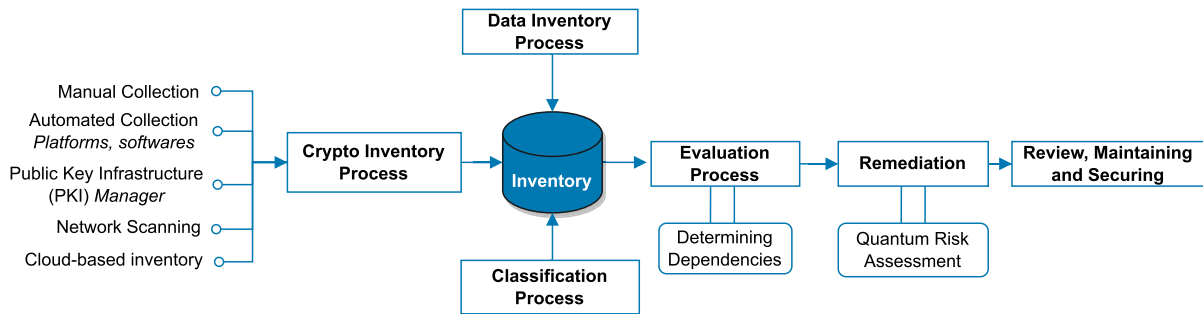 Data Inventory
Process
Manual Collection
Automated Collection
Platforms, softwares
Public Key Infrastructure
(PKI) Manager
Network Scanning
Cloud-based inventory
Crypto Inventory
Process
Inventory
Classification
Process
Evaluation
Process
Determining
Dependencies
Remediation
Quantum Risk
Assessment
Review, Maintaining
and Securing